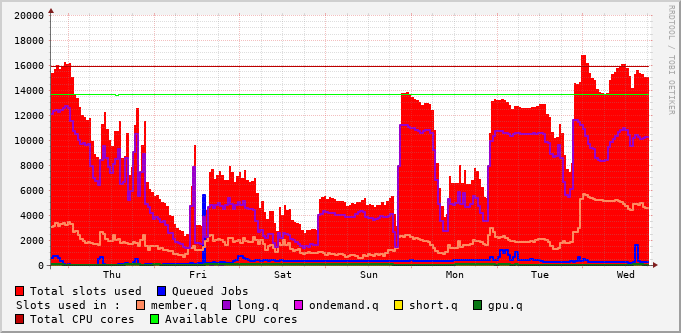 20000
18000
16000
14000
12000
10000
8000
6000
4000
2000
0
Thu Fri Sat Sun Mon Tue Wed
RRDTOOL / TOBI OETIKER
Total slots used Queued Jobs
Slots used in : member.q long.q ondemand.q short.q gpu.q
Total CPU cores Available CPU cores